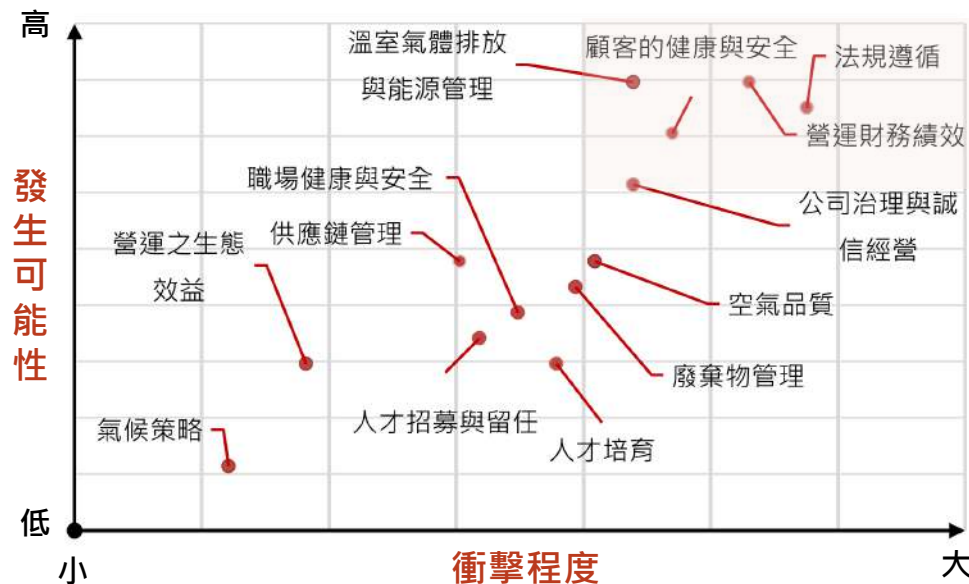 高
溫室氣體排放
與能源管理
顧客的健康與安全
法規遵循
營運財務績效
職場健康與安全
公司治理與誠
信經營
供應鏈管理
營運之生態
效益
空氣品質
廢棄物管理
人才招募與留任
人才培育
氣候策略
發生可能性
低
小
衝擊程度
大